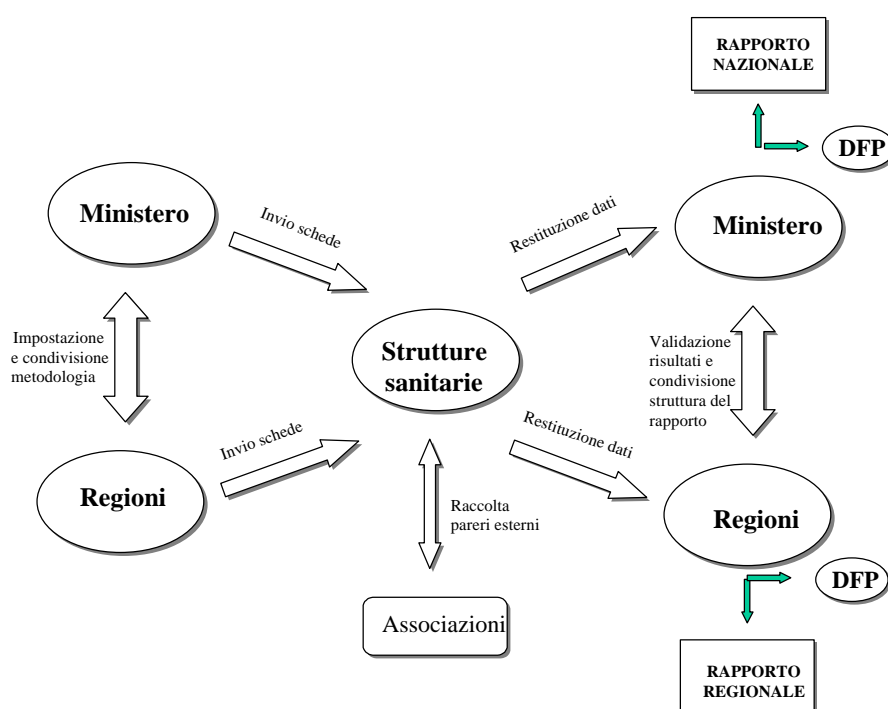 RAPPORTO
NAZIONALE
DFP
Ministero
Invio schede
Restituzione dati
Ministero
Impostazione
e condivisione
metodologia
Strutture
sanitarie
Validazione
risultati e
condivisione
struttura del
rapporto
Regioni
Invio schede
Raccolta
pareri esterni
Restituzione dati
Regioni
DFP
Associazioni
RAPPORTO
REGIONALE